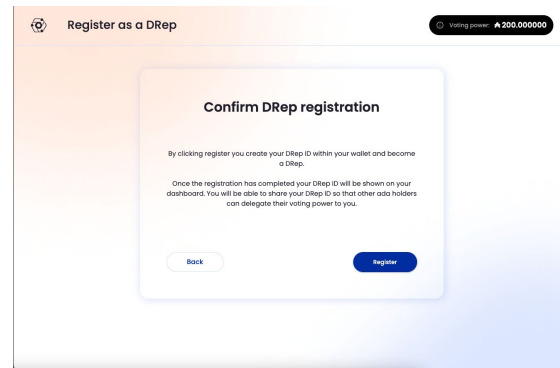 Register as a DRep
Voting power: ₳200.000000
Confirm DRep registration
By clicking register you create your DRep ID within your wallet and become
a DRep.
Once the registration has completed your DRep ID will be shown on your
dashboard. You will be able to share your DRep ID so that other ada holders
can delegate their voting power to you.
Back
Register